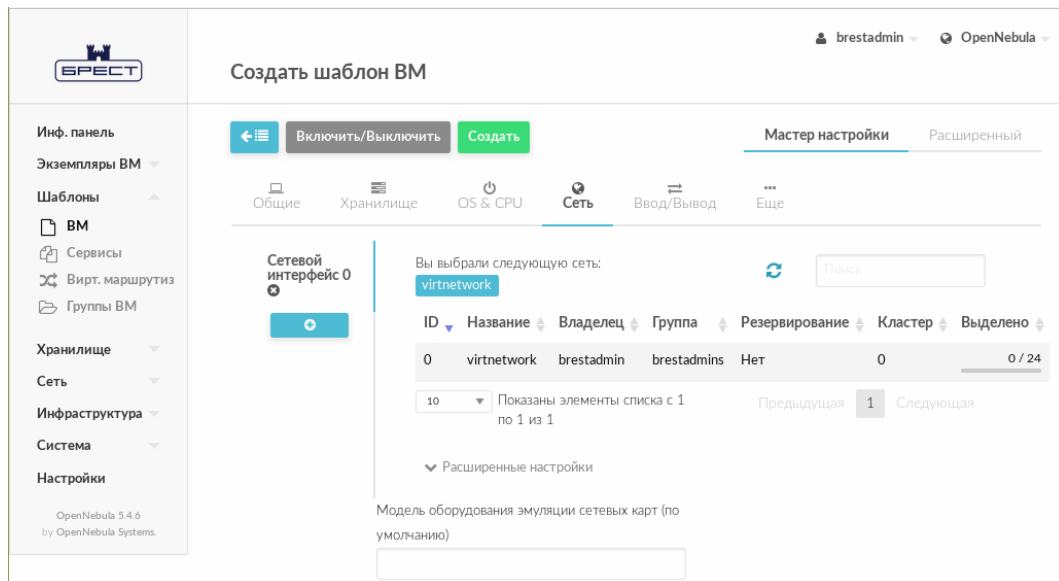 brestadmin
OpenNebula
БРЕСТ
Создать шаблон ВМ
Инф. панель
Экземпляры ВМ
Шаблоны
ВМ
Сервисы
Вирт. маршрутиз
Группы ВМ
Хранилище
Сеть
Инфраструктура
Система
Настройки
OpenNebula 5.4.6
by OpenNebula Systems.
Включить/Выключить
Создать
Мастер настройки
Расширенный
Общие
Хранилище
OS & CPU
Сеть
Ввод/Вывод
Еще
Сетевой
интерфейс 0
Вы выбрали следующую сеть:
virtnetwork
Поиск
ID Название Владелец Группа Резервирование Кластер Выделено
0 virtnetwork brestadmin brestadmins Нет 0 0 / 24
10
Показаны элементы списка с 1
по 1 из 1
Предыдущая 1 Следующая
Расширенные настройки
Модель оборудования эмуляции сетевых карт (по
умолчанию)